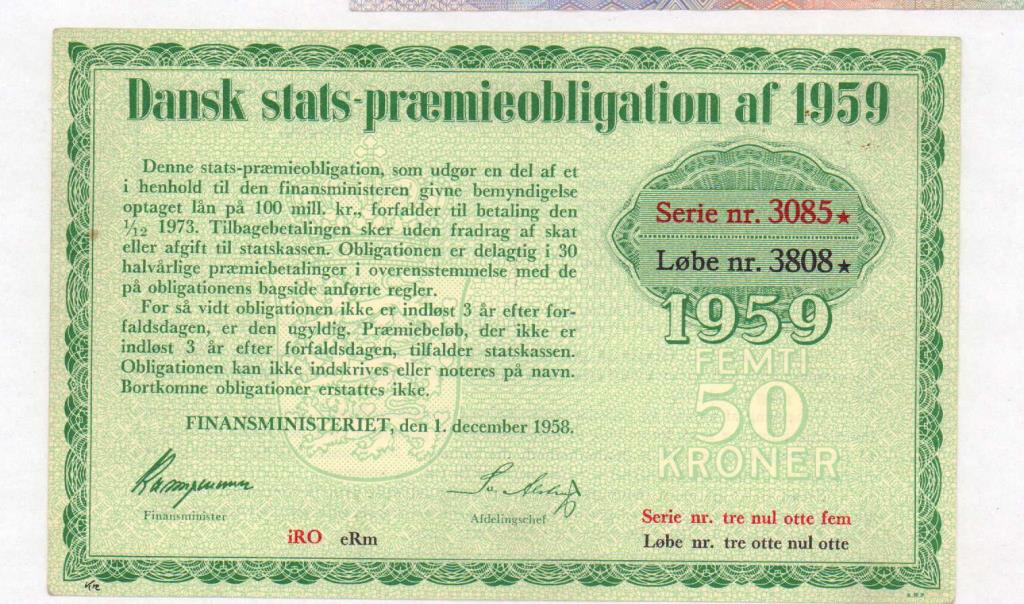 Dansk stats-præmieobligation af 1959
Denne stats-præmieobligation, som udgør en del af et
i henhold til den finansministeren givne bemyndigelse
optaget lån på 100 mill. kr., forfalder til betaling den
1/12 1973. Tilbagebetalingen sker uden fradrag af skat
eller afgift til statskassen. Obligationen er delagtig i 30
halvårlige præmiebetalinger i overensstemmelse med de
på obligationens bagside anførte regler.
For så vidt obligationen ikke er indløst 3 år efter for-
faldsdagen, er den ugyldig. Præmiebeløb, der ikke er
indløst 3 år efter forfaldsdagen, tilfalder statskassen.
Obligationen kan ikke indskrives eller noteres på navn.
Bortkomne obligationer erstattes ikke.
FINANSMINISTERIET, den 1. december 1958.
Finansminister
Afdelingschef
iRO eRm
Serie nr. 3085★
Løbe nr. 3808★
1959
FEMTI
50
KRONER
Serie nr. tre nul otte fem
Løbe nr. tre otte nul otte